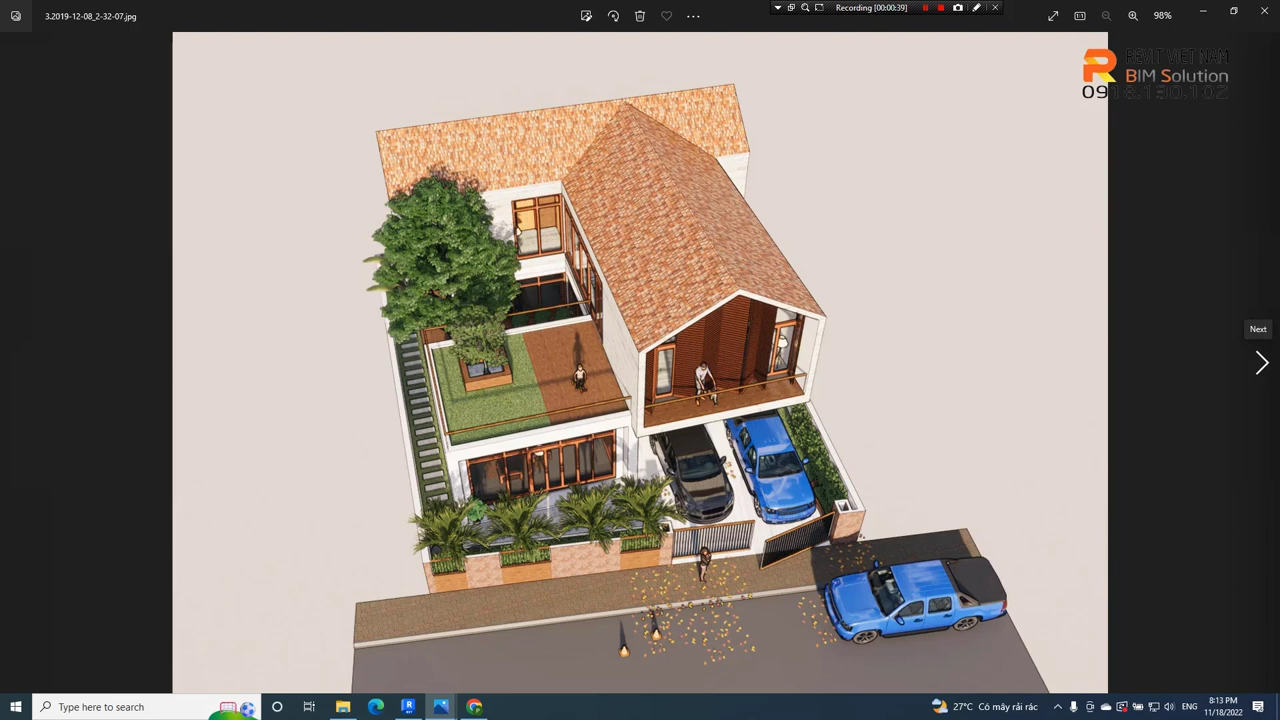 3.2019-12-08_2-32-07.jpg
Recording [00:00:39]
98%
REVIT VIET NAM
BIM Solution
0918.130.102
Next
Type here to search
27°C Có mây rải rác
ENG
8:13 PM
11/18/2022